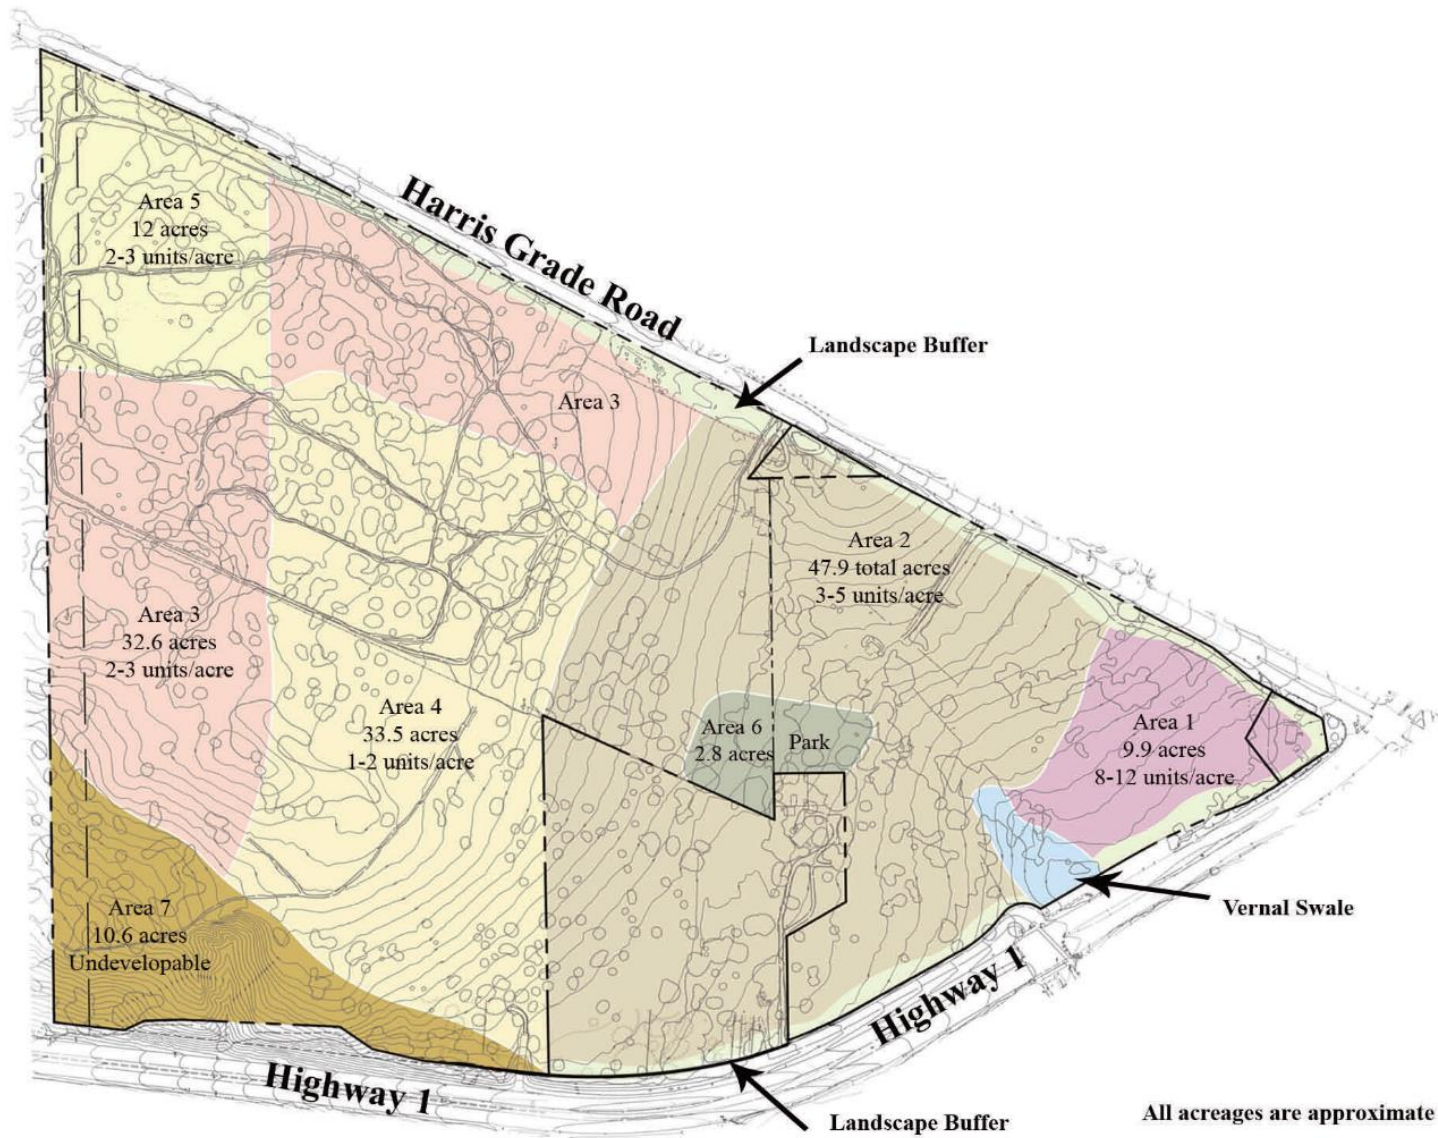 Harris Grade Road
Area 5
12 acres
2-3 units/acre
Landscape Buffer
Area 3
Area 2
47.9 total acres
3-5 units/acre
Area 3
32.6 acres
2-3 units/acre
Area 4
33.5 acres
1-2 units/acre
Area 6
2.8 acres
Park
Area 1
9.9 acres
8-12 units/acre
Area 7
10.6 acres
Undevelopable
Vernal Swale
Highway 1
Highway 1
Landscape Buffer
All acreages are approximate